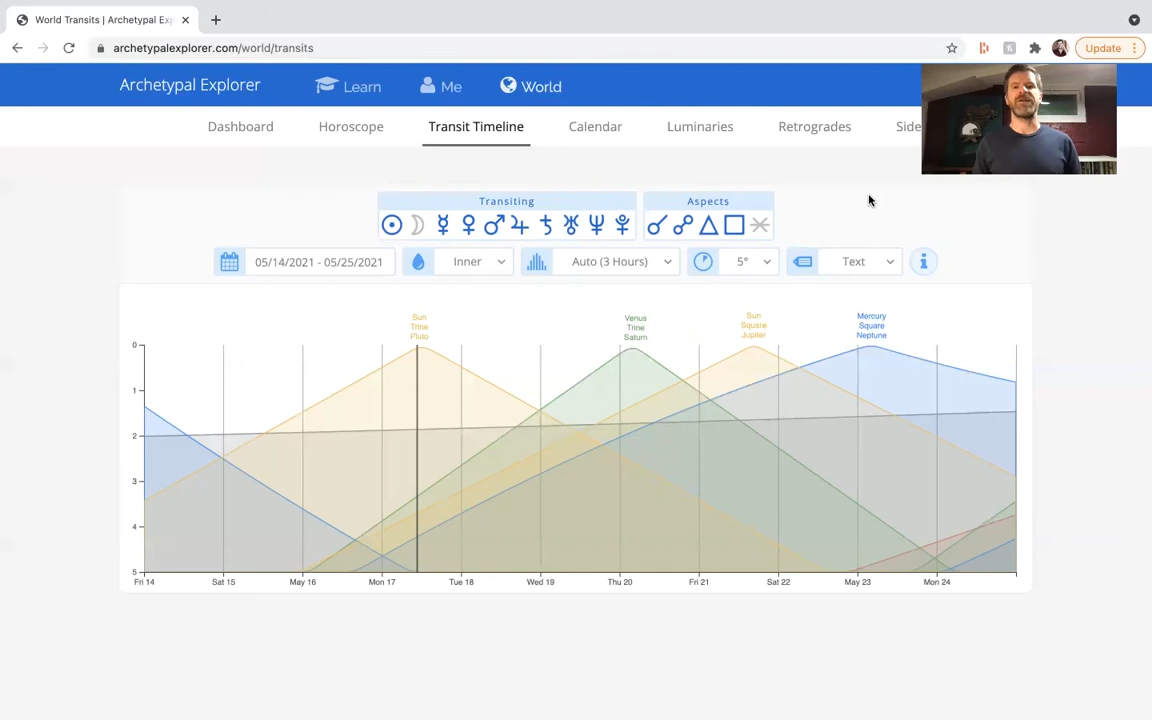 World Transits | Archetypal Exp
archetypalexplorer.com/world/transits
Update
Archetypal Explorer
Learn
Me
World
Dashboard
Horoscope
Transit Timeline
Calendar
Luminaries
Retrogrades
Side
Transiting
Aspects
05/14/2021 - 05/25/2021
Inner
Auto (3 Hours)
5°
Text
Sun
Trine
Pluto
Venus
Trine
Saturn
Sun
Square
Jupiter
Mercury
Square
Neptune
0
1
2
3
4
5
Fri 14
Sat 15
May 16
Mon 17
Tue 18
Wed 19
Thu 20
Fri 21
Sat 22
May 23
Mon 24